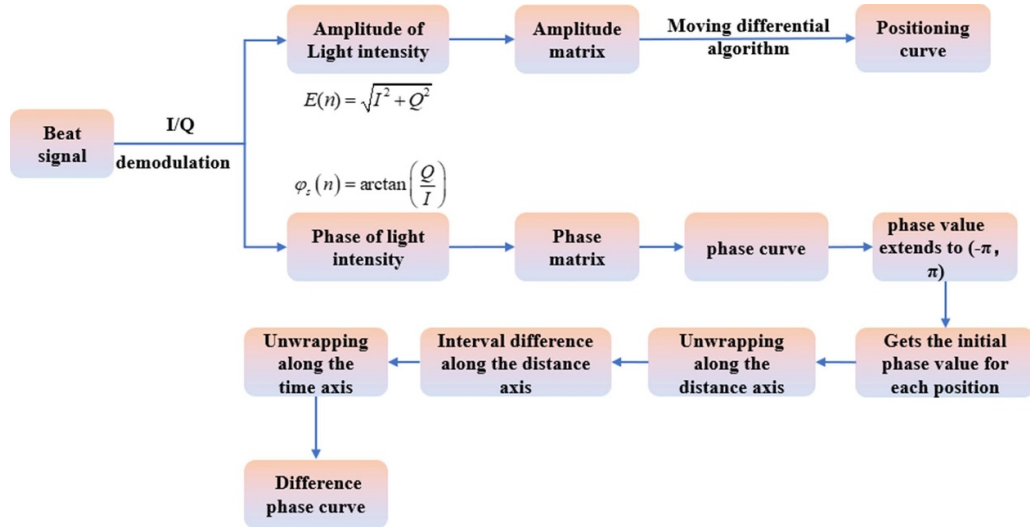 Amplitude of
Light intensity
Amplitude
matrix
Moving differential
algorithm
Positioning
curve
E(n) = √(I² + Q²)
Beat
signal
I/Q
demodulation
φₛ(n) = arctan(Q/I)
Phase of light
intensity
Phase
matrix
phase curve
phase value
extends to (-π,
π)
Unwrapping
along the
time axis
Interval difference
along the distance
axis
Unwrapping
along the
distance axis
Gets the initial
phase value for
each position
Difference
phase curve